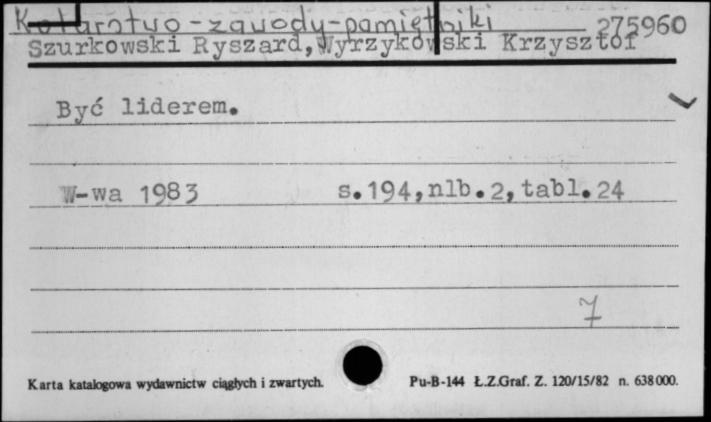 Kolarstwo - zawody - pamiętniki 275960
Szurkowski Ryszard, Wyrzykowski Krzysztof
Być liderem.
W-wa 1983 s.194,nlb.2,tabl.24
7
Karta katalogowa wydawnictw ciągłych i zwartych. Pu-B-144 Ł.Z.Graf. Z. 120/15/82 n. 638000.